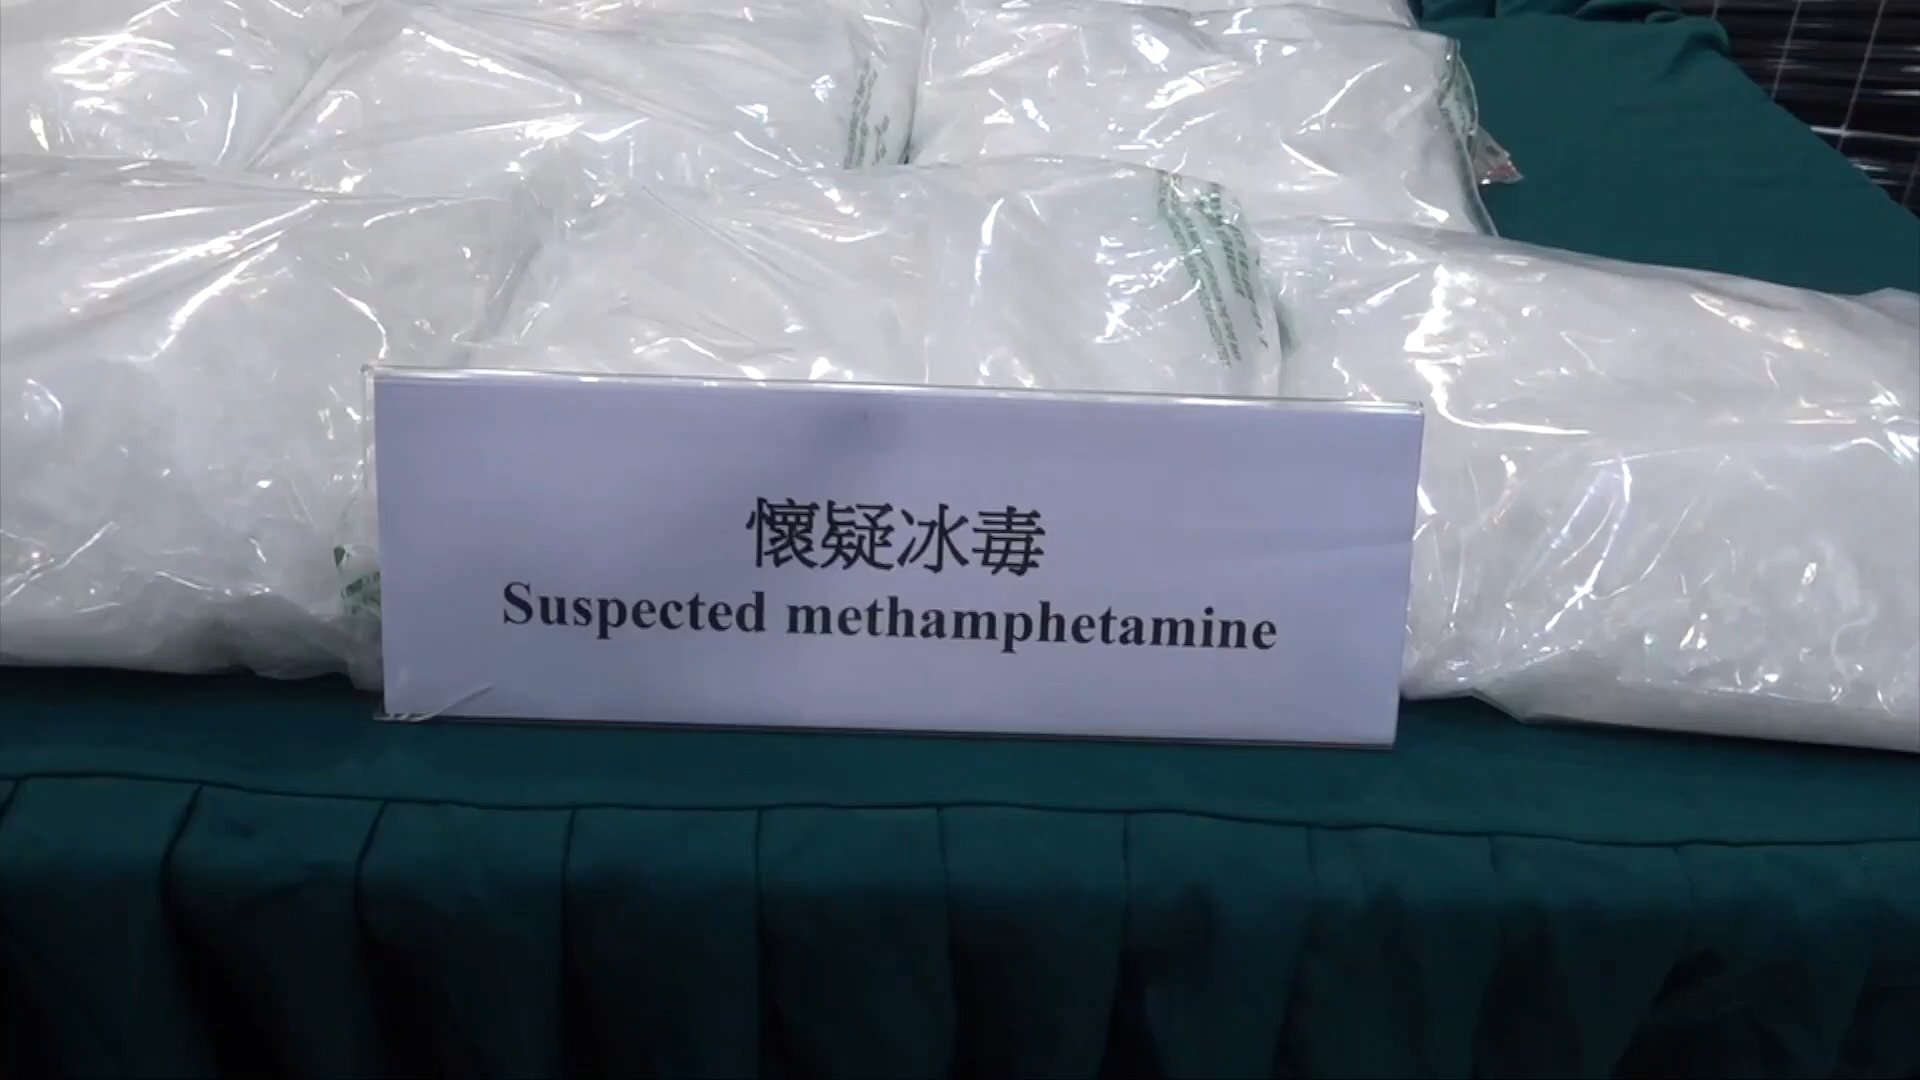 懷疑冰毒
Suspected methamphetamine